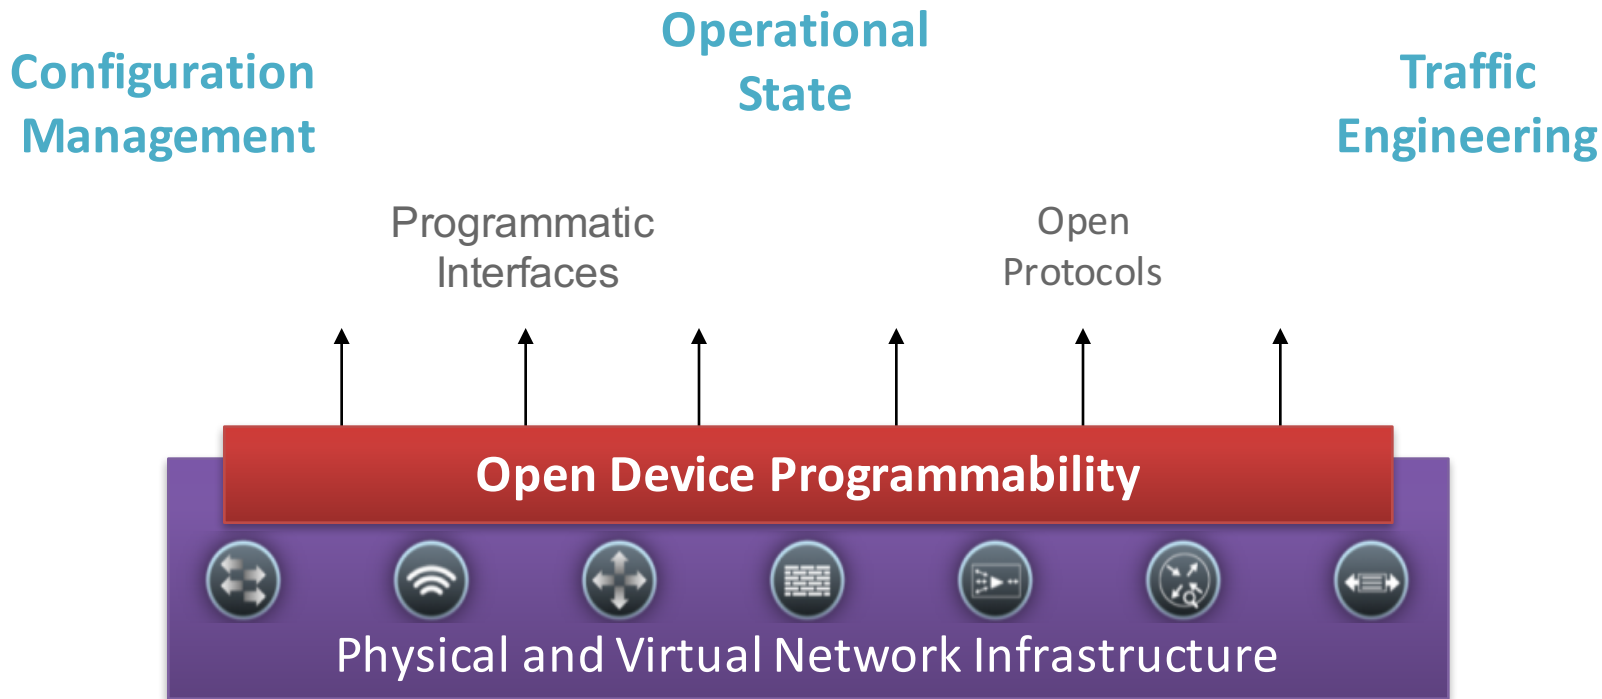 Configuration
Management
Operational
State
Traffic
Engineering
Programmatic
Interfaces
Open
Protocols
Open Device Programmability
Physical and Virtual Network Infrastructure